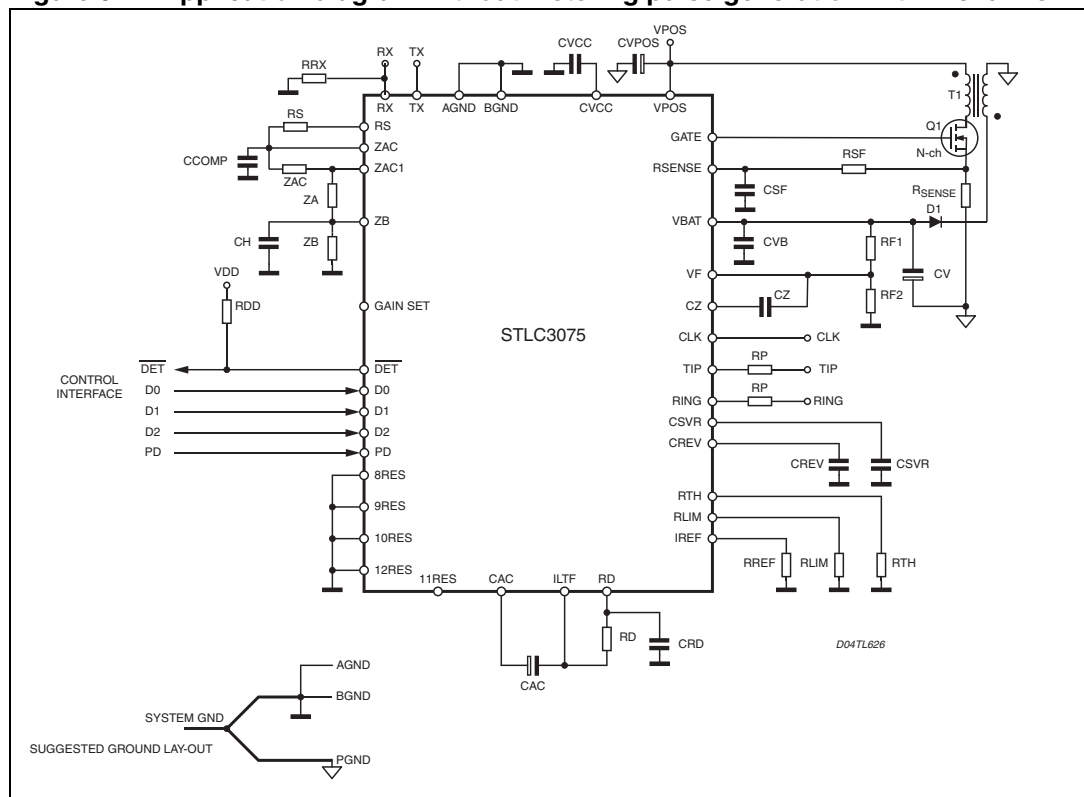 RX TX CVCC CVPOS VPOS
RRX
T1
RX TX AGND BGND CVCC VPOS
RS RS
GATE Q1
N-ch
CCOMP ZAC
RSENSE RSF
ZAC ZAC1
CSF RSENSE
ZA
VBAT D1
CH ZB ZB
CVB RF1
VDD
VF CV
RDD
CZ CZ RF2
GAIN SET
STLC3075
CLK CLK
DET DET
TIP RP TIP
CONTROL
INTERFACE
D0 D0
RING RP RING
D1 D1
CSVR
D2 D2
CREV
PD PD
CREV CSVR
8RES
RTH
9RES
RLIM
10RES
IREF
RREF RLIM RTH
12RES
11RES CAC ILTF RD
RD CRD
D04TL626
CAC
AGND
BGND
SYSTEM GND
SUGGESTED GROUND LAY-OUT
PGND